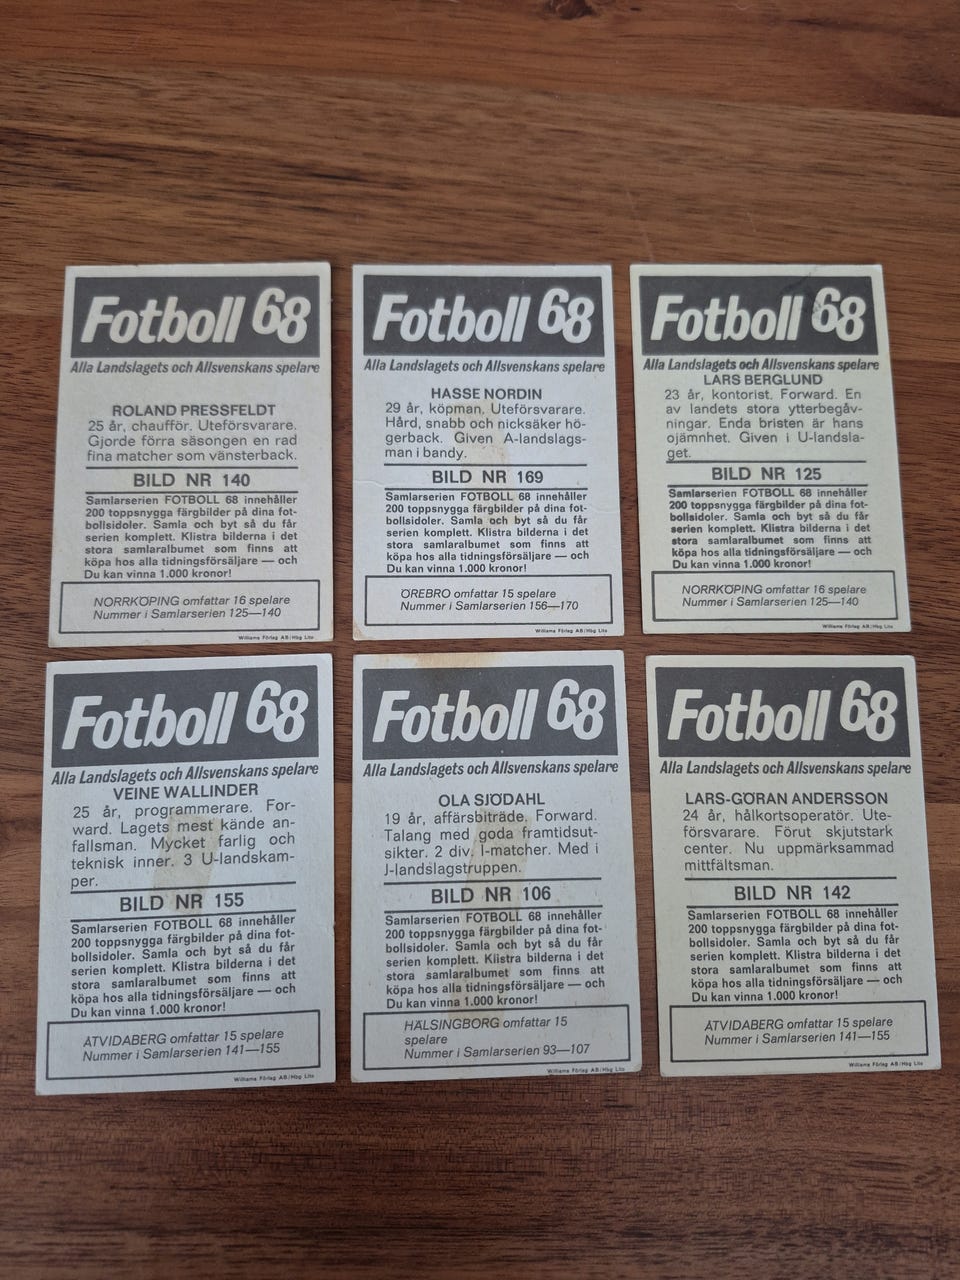 Fotboll 68
Alla Landslagets och Allsvenskans spelare
ROLAND PRESSFELDT
25 år, chaufför. Uteförsvarare.
Gjorde förra säsongen en rad
fina matcher som vänsterback.
BILD NR 140
Samlarserien FOTBOLL 68 innehåller
200 toppsnygga färgbilder på dina fot-
bollsidoler. Samla och byt så du får
serien komplett. Klistra bilderna i det
stora samlaralbumet som finns att
köpa hos alla tidningsförsäljare — och
Du kan vinna 1.000 kronor!
NORRKÖPING omfattar 16 spelare
Nummer i Samlarserien 125—140
Williams Förlag AB/Hbg Lito
Fotboll 68
Alla Landslagets och Allsvenskans spelare
HASSE NORDIN
29 år, köpman. Uteförsvarare.
Hård, snabb och nicksäker hö-
gerback. Given A-landslags-
man i bandy.
BILD NR 169
Samlarserien FOTBOLL 68 innehåller
200 toppsnygga färgbilder på dina fot-
bollsidoler. Samla och byt så du får
serien komplett. Klistra bilderna i det
stora samlaralbumet som finns att
köpa hos alla tidningsförsäljare — och
Du kan vinna 1.000 kronor!
ÖREBRO omfattar 15 spelare
Nummer i Samlarserien 156—170
Williams Förlag AB/Hbg Lito
Fotboll 68
Alla Landslagets och Allsvenskans spelare
LARS BERGLUND
23 år, kontorist. Forward. En
av landets stora ytterbegåv-
ningar. Enda bristen är hans
ojämnhet. Given i U-landsla-
get.
BILD NR 125
Samlarserien FOTBOLL 68 innehåller
200 toppsnygga färgbilder på dina fot-
bollsidoler. Samla och byt så du får
serien komplett. Klistra bilderna i det
stora samlaralbumet som finns att
köpa hos alla tidningsförsäljare — och
Du kan vinna 1.000 kronor!
NORRKÖPING omfattar 16 spelare
Nummer i Samlarserien 125—140
Williams Förlag AB/Hbg Lito
Fotboll 68
Alla Landslagets och Allsvenskans spelare
VEINE WALLINDER
25 år, programmerare. For-
ward. Lagets mest kände an-
fallsman. Mycket farlig och
teknisk inner. 3 U-landskam-
per.
BILD NR 155
Samlarserien FOTBOLL 68 innehåller
200 toppsnygga färgbilder på dina fot-
bollsidoler. Samla och byt så du får
serien komplett. Klistra bilderna i det
stora samlaralbumet som finns att
köpa hos alla tidningsförsäljare — och
Du kan vinna 1.000 kronor!
ÅTVIDABERG omfattar 15 spelare
Nummer i Samlarserien 141—155
Williams Förlag AB/Hbg Lito
Fotboll 68
Alla Landslagets och Allsvenskans spelare
OLA SJÖDAHL
19 år, affärsbiträde. Forward.
Talang med goda framtidsut-
sikter. 2 div. I-matcher. Med i
J-landslagstruppen.
BILD NR 106
Samlarserien FOTBOLL 68 innehåller
200 toppsnygga färgbilder på dina fot-
bollsidoler. Samla och byt så du får
serien komplett. Klistra bilderna i det
stora samlaralbumet som finns att
köpa hos alla tidningsförsäljare — och
Du kan vinna 1.000 kronor!
HÄLSINGBORG omfattar 15
spelare
Nummer i Samlarserien 93—107
Williams Förlag AB/Hbg Lito
Fotboll 68
Alla Landslagets och Allsvenskans spelare
LARS-GÖRAN ANDERSSON
24 år, hålkortsoperatör. Ute-
försvarare. Förut skjutstark
center. Nu uppmärksammad
mittfältsman.
BILD NR 142
Samlarserien FOTBOLL 68 innehåller
200 toppsnygga färgbilder på dina fot-
bollsidoler. Samla och byt så du får
serien komplett. Klistra bilderna i det
stora samlaralbumet som finns att
köpa hos alla tidningsförsäljare — och
Du kan vinna 1.000 kronor!
ÅTVIDABERG omfattar 15 spelare
Nummer i Samlarserien 141—155
Williams Förlag AB/Hbg Lito